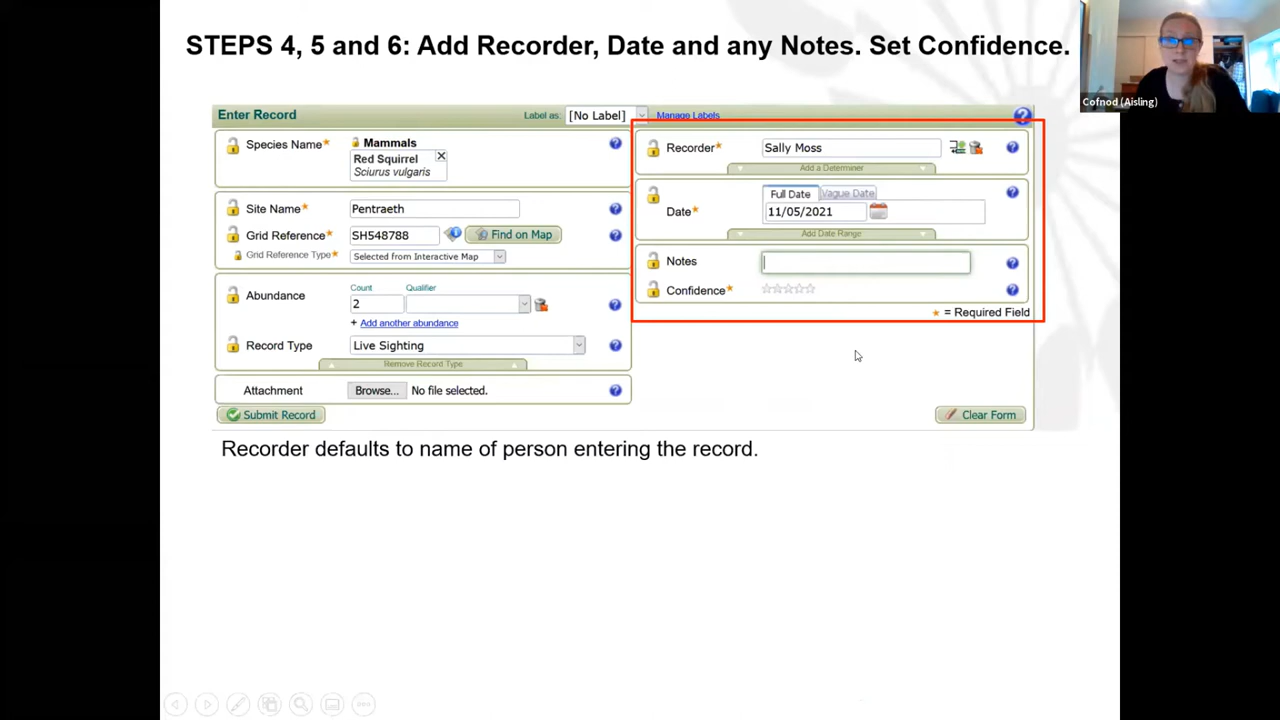 STEPS 4, 5 and 6: Add Recorder, Date and any Notes. Set Confidence.
Cofnod (Aisling)
Enter Record
Label as: [No Label] Manage Labels
Species Name* Mammals
Red Squirrel
Sciurus vulgaris
Site Name* Pentraeth
Grid Reference* SH548788 Find on Map
Grid Reference Type* Selected from Interactive Map
Count Qualifier
Abundance 2
+ Add another abundance
Record Type Live Sighting
Remove Record Type
Attachment Browse... No file selected.
Submit Record
Recorder* Sally Moss
Add a Determiner
Full Date Vague Date
Date* 11/05/2021
Add Date Range
Notes
Confidence*
* = Required Field
Clear Form
Recorder defaults to name of person entering the record.